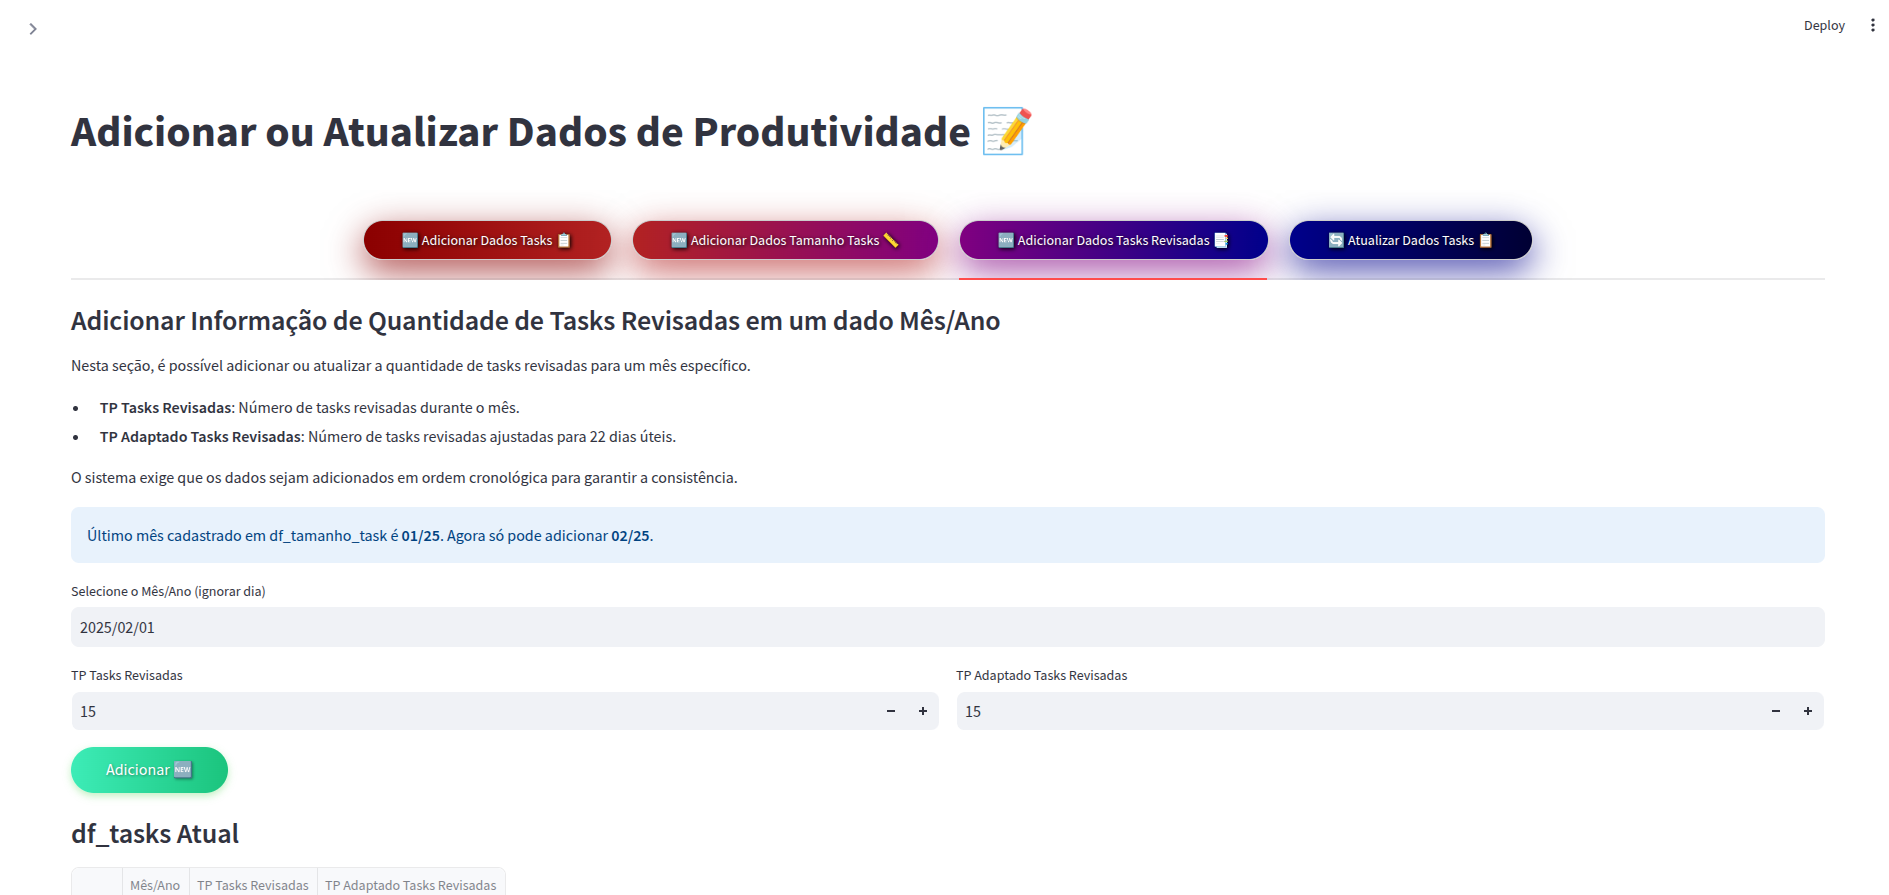 Deploy
Adicionar ou Atualizar Dados de Produtividade 📝
🆕 Adicionar Dados Tasks 📋
🆕 Adicionar Dados Tamanho Tasks 📏
🆕 Adicionar Dados Tasks Revisadas 📑
🔄 Atualizar Dados Tasks 📋
Adicionar Informação de Quantidade de Tasks Revisadas em um dado Mês/Ano
Nesta seção, é possível adicionar ou atualizar a quantidade de tasks revisadas para um mês específico.
• TP Tasks Revisadas: Número de tasks revisadas durante o mês.
• TP Adaptado Tasks Revisadas: Número de tasks revisadas ajustadas para 22 dias úteis.
O sistema exige que os dados sejam adicionados em ordem cronológica para garantir a consistência.
Último mês cadastrado em df_tamanho_task é 01/25. Agora só pode adicionar 02/25.
Selecione o Mês/Ano (ignorar dia)
2025/02/01
TP Tasks Revisadas
15
TP Adaptado Tasks Revisadas
15
Adicionar 🆕
df_tasks Atual
Mês/Ano
TP Tasks Revisadas
TP Adaptado Tasks Revisadas